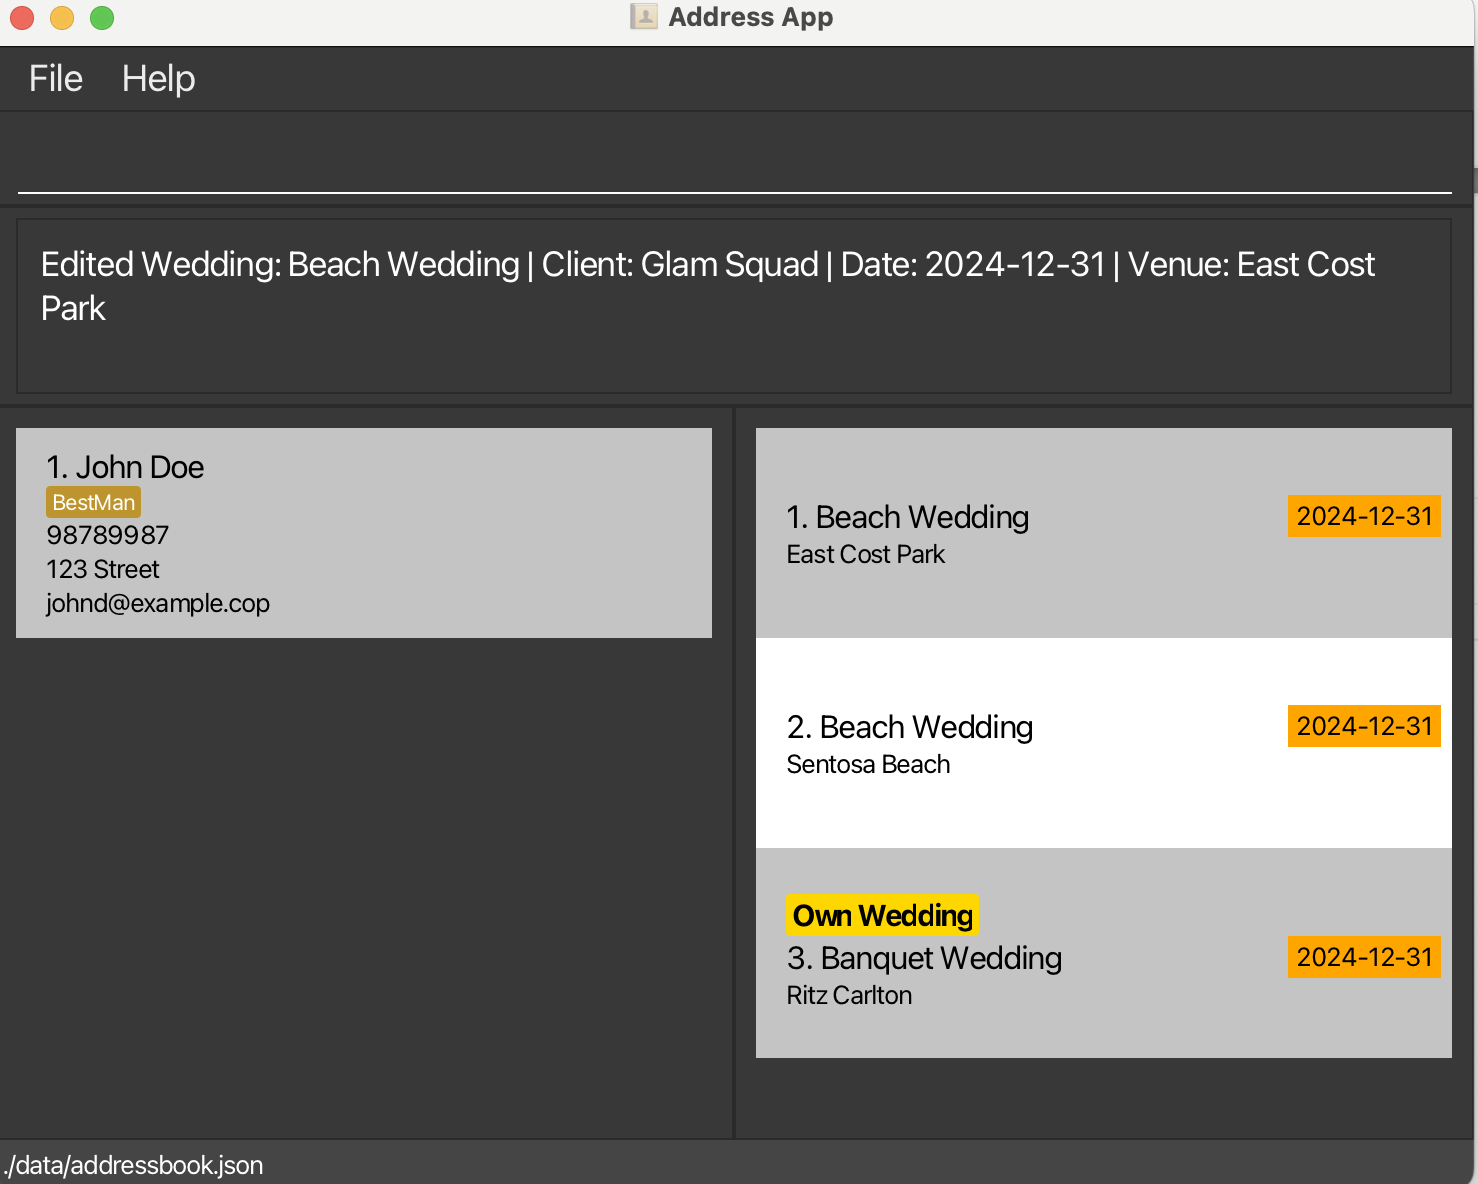 Address App
File Help
Edited Wedding: Beach Wedding | Client: Glam Squad | Date: 2024-12-31 | Venue: East Cost
Park
1. John Doe
BestMan
98789987
123 Street
johnd@example.cop
1. Beach Wedding
2024-12-31
East Cost Park
2. Beach Wedding
2024-12-31
Sentosa Beach
Own Wedding
3. Banquet Wedding
2024-12-31
Ritz Carlton
./data/addressbook.json